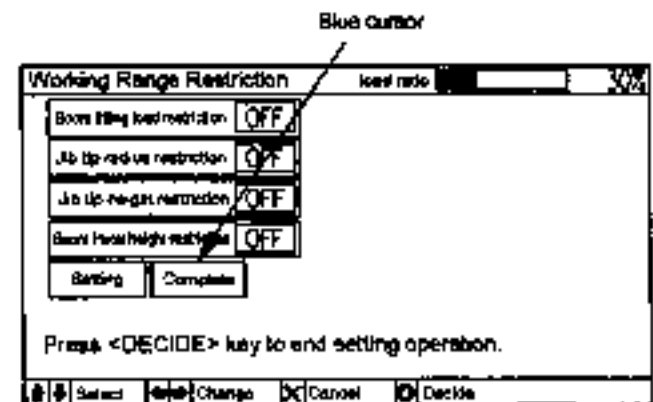 Blue cursor
Working Range Restriction load ratio
Boom lifting load restriction OFF
Jib tip radius restriction OFF
Jib tip height restriction OFF
Boom head height restriction OFF
Setting Complete
Press <DECIDE> key to end setting operation.
Select Change Cancel Decide